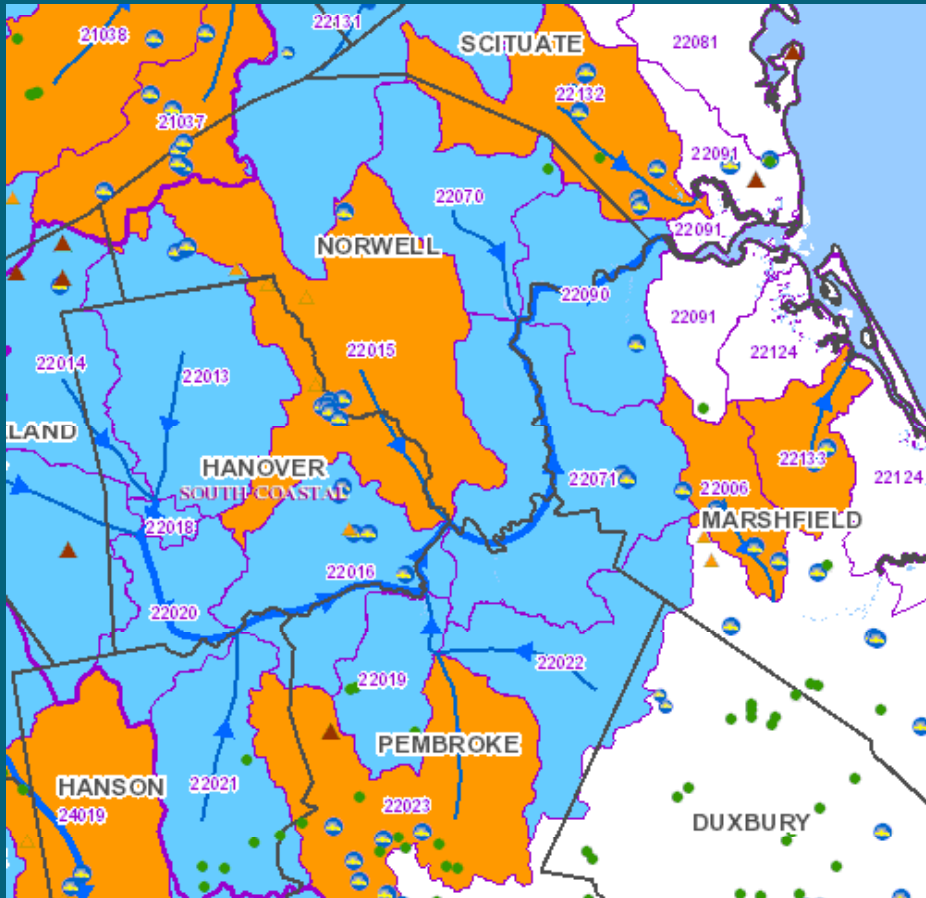 22131
21038
SCITUATE
22081
22132
21037
22091
22070
22091
NORWELL
22090
22091
22015
22124
22014
22013
ELAND
22133
HANOVER
22071
22124
SOUTH COASTAL
22006
22018
MARSHFIELD
22016
22020
22022
22019
PEMBROKE
22021
HANSON
22023
24019
DUXBURY